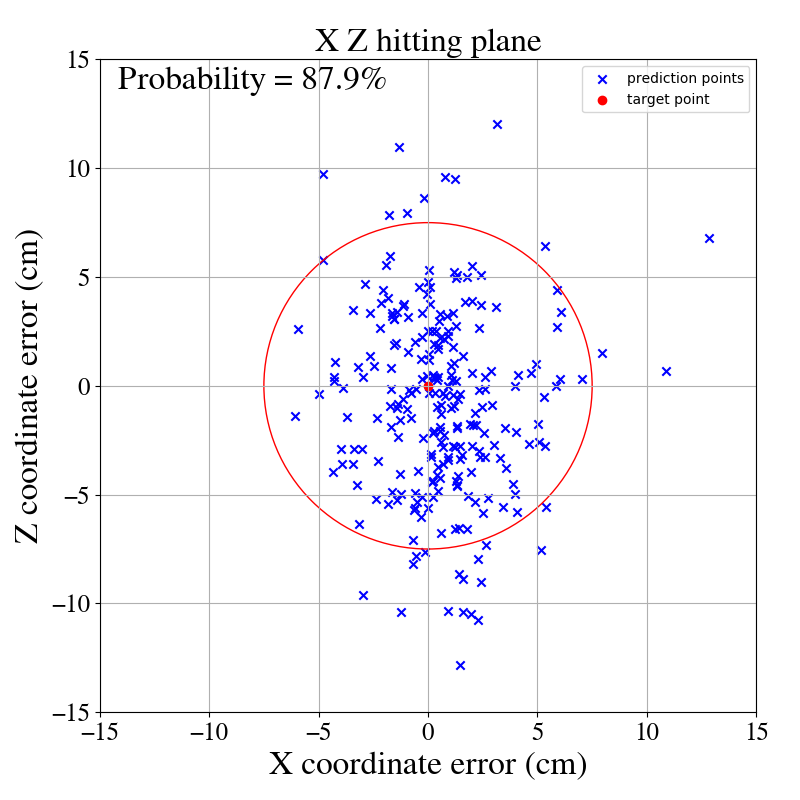 X Z hitting plane
Probability = 87.9%
prediction points
target point
15
10
5
0
−5
−10
−15
−15
−10
−5
0
5
10
15
Z coordinate error (cm)
X coordinate error (cm)